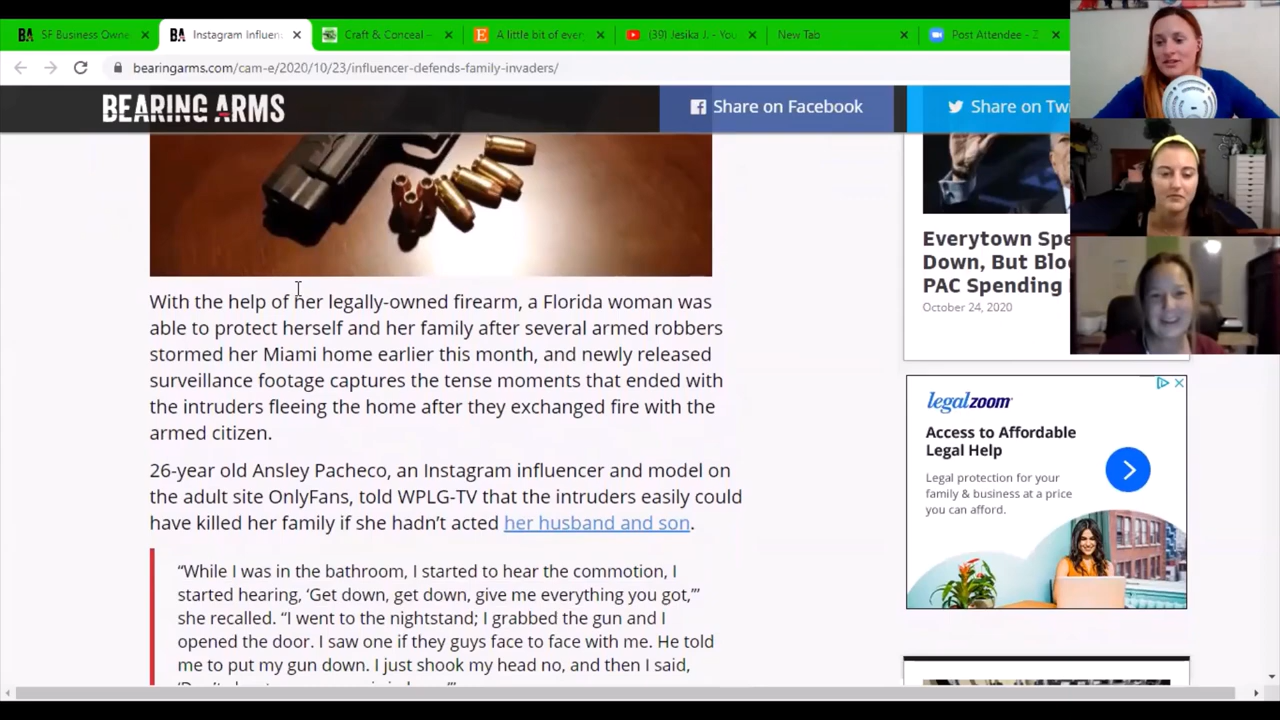 SF Business Owne
Instagram Influen
Craft & Conceal –
A little bit of ever
(39) Jesika J. - You
New Tab
Post Attendee - Z
bearingarms.com/cam-e/2020/10/23/influencer-defends-family-invaders/
BEARING ARMS
Share on Facebook
Share on Twi
With the help of her legally-owned firearm, a Florida woman was
able to protect herself and her family after several armed robbers
stormed her Miami home earlier this month, and newly released
surveillance footage captures the tense moments that ended with
the intruders fleeing the home after they exchanged fire with the
armed citizen.
26-year old Ansley Pacheco, an Instagram influencer and model on
the adult site OnlyFans, told WPLG-TV that the intruders easily could
have killed her family if she hadn’t acted her husband and son.
“While I was in the bathroom, I started to hear the commotion, I
started hearing, ‘Get down, get down, give me everything you got,’”
she recalled. “I went to the nightstand; I grabbed the gun and I
opened the door. I saw one if they guys face to face with me. He told
me to put my gun down. I just shook my head no, and then I said,
Everytown Spe
Down, But Bloo
PAC Spending
October 24, 2020
legalzoom
Access to Affordable
Legal Help
Legal protection for your
family & business at a price
you can afford.